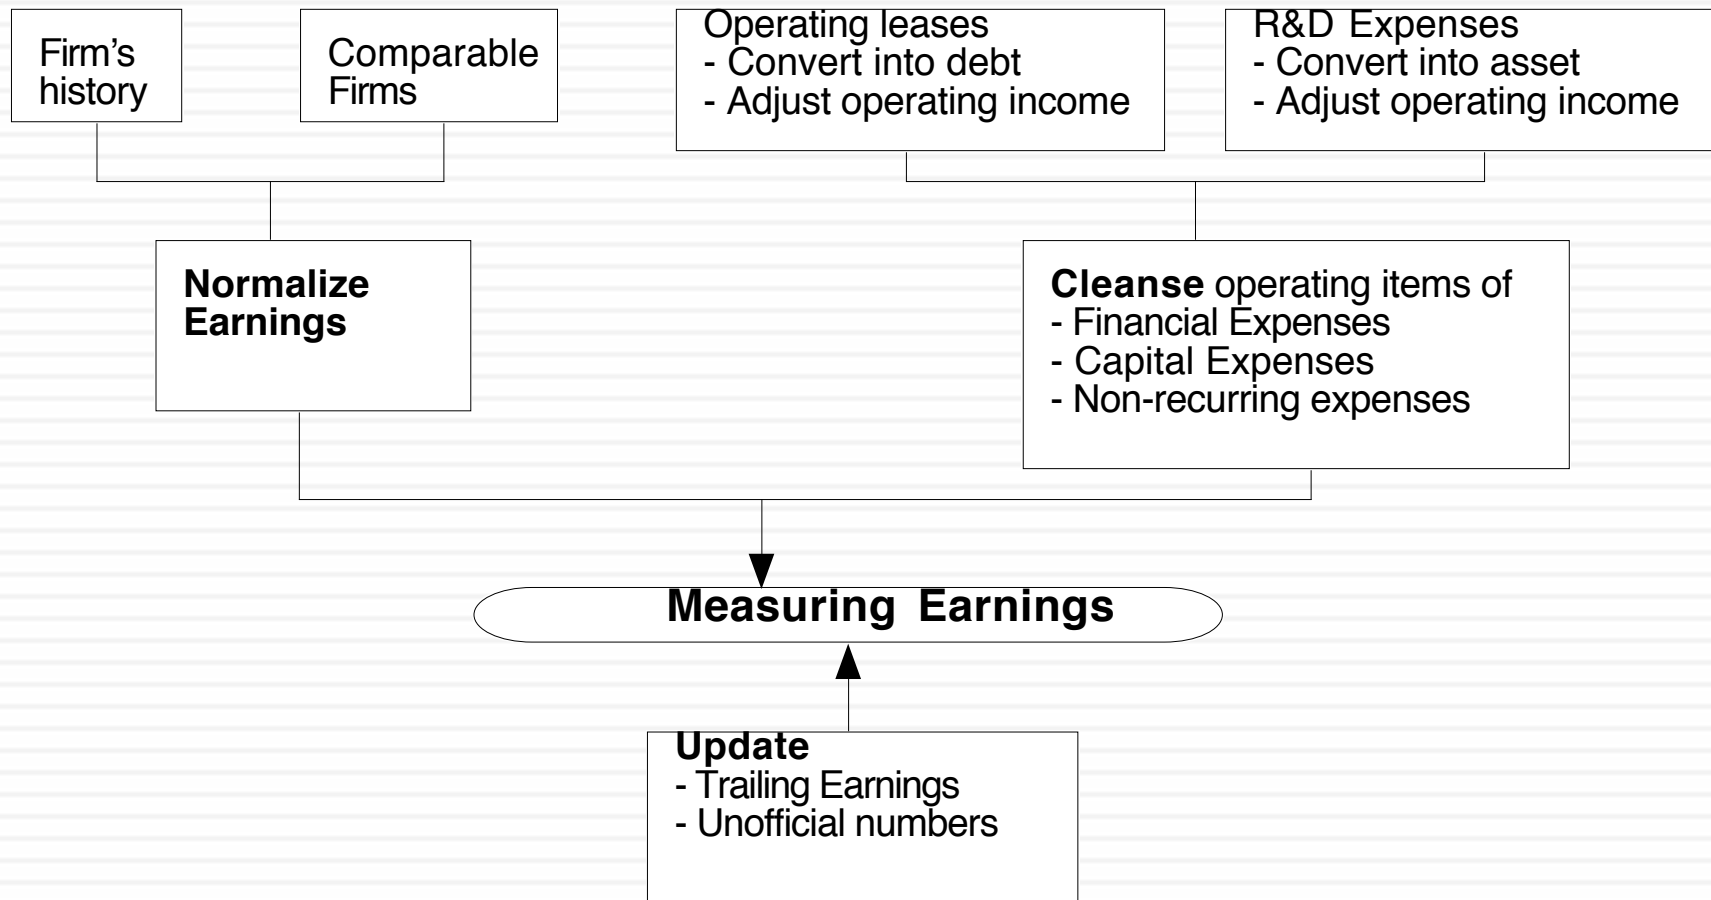 Firm's
history
Comparable
Firms
Operating leases
- Convert into debt
- Adjust operating income
R&D Expenses
- Convert into asset
- Adjust operating income
Normalize
Earnings
Cleanse operating items of
- Financial Expenses
- Capital Expenses
- Non-recurring expenses
Measuring Earnings
Update
- Trailing Earnings
- Unofficial numbers